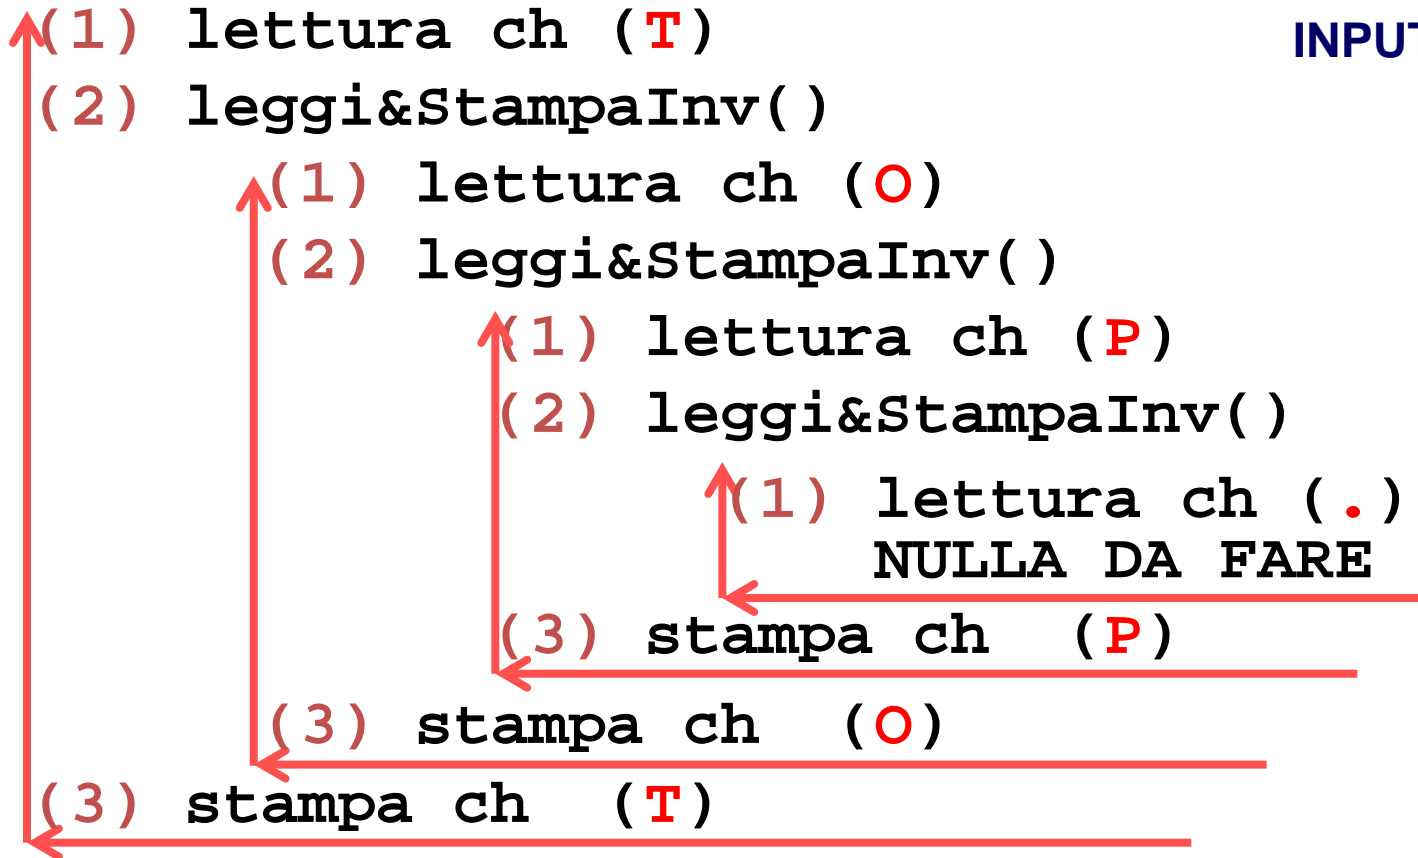 (1) lettura ch (T)
INPUT
(2) leggi&StampaInv()
(1) lettura ch (O)
(2) leggi&StampaInv()
(1) lettura ch (P)
(2) leggi&StampaInv()
(1) lettura ch (.)
NULLA DA FARE
(3) stampa ch (P)
(3) stampa ch (O)
(3) stampa ch (T)